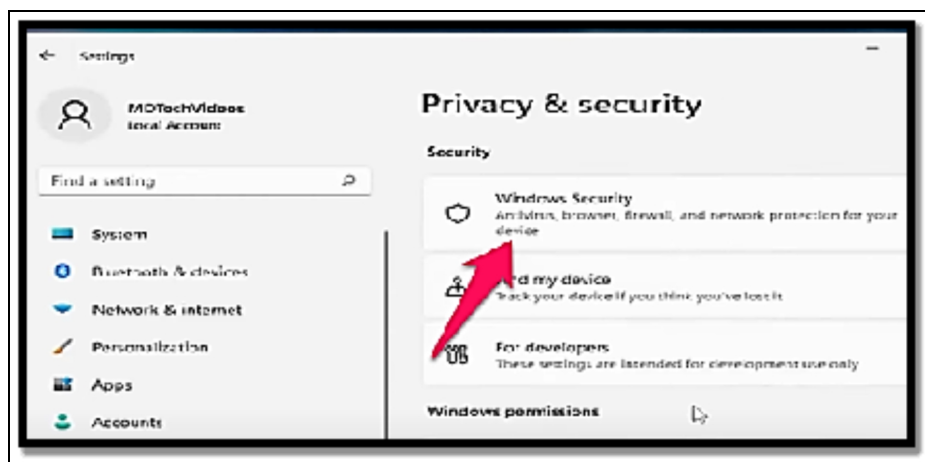 Settings
MDTechVideos
Local Account
Find a setting
System
Bluetooth & devices
Network & internet
Personalization
Apps
Accounts
Privacy & security
Security
Windows Security
Antivirus, browser, firewall, and network protection for your
device
my device
Track your device if you think you've lost it
For developers
These settings are intended for development use only
Windows permissions